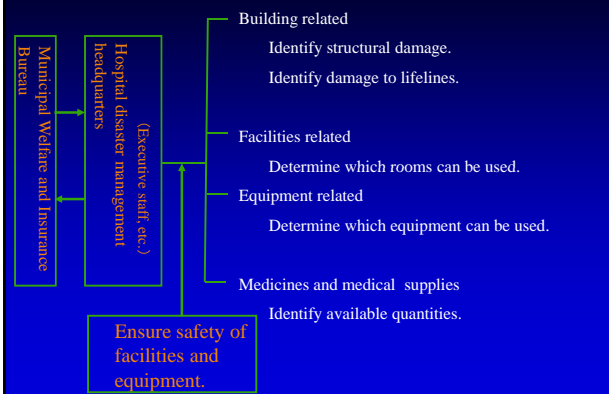 Municipal Welfare and Insurance
Bureau
Hospital disaster management
headquarters
（Executive staff, etc.）
Building related
Identify structural damage.
Identify damage to lifelines.
Facilities related
Determine which rooms can be used.
Equipment related
Determine which equipment can be used.
Medicines and medical  supplies
Identify available quantities.
Ensure safety of
facilities and
equipment.